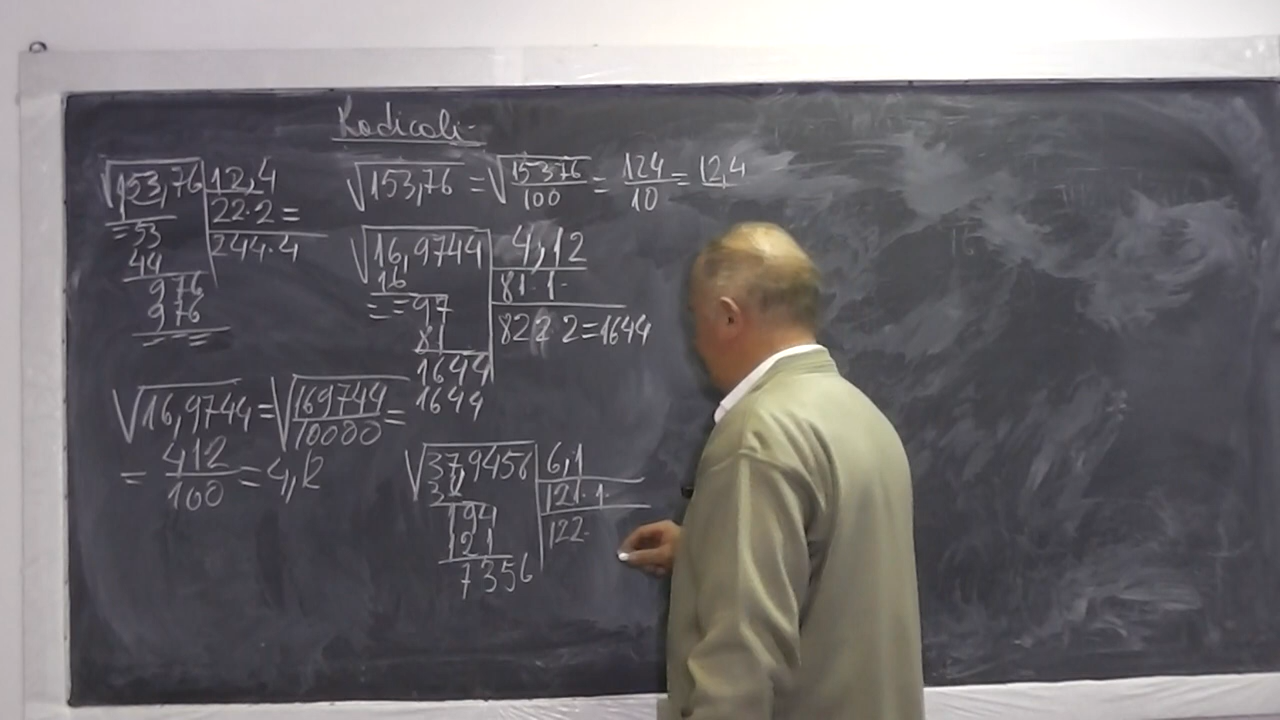 Radicali
√153,76 | 12,4
22·2=
=53
244·4
44
976
976
√153,76 = √15376/100 = 124/10 = 12,4
√16,9744 | 4,12
16
81·1·
==97
81
822·2=1644
1644
1644
√16,9744 = √169744/10000 =
= 412/100 = 4,12
√37,9456 | 6,1
36
121·1·
194
121
122·
7356